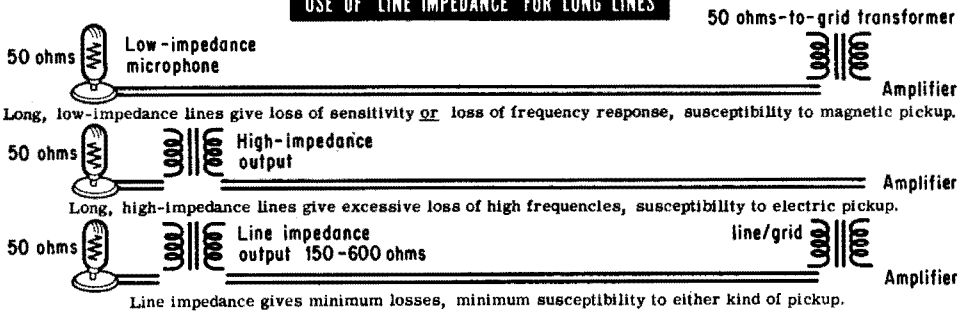 USE OF LINE IMPEDANCE FOR LONG LINES
50 ohms-to-grid transformer
50 ohms
Low-impedance
microphone
Amplifier
Long, low-impedance lines give loss of sensitivity or loss of frequency response, susceptibility to magnetic pickup.
50 ohms
High-impedance
output
Amplifier
Long, high-impedance lines give excessive loss of high frequencies, susceptibility to electric pickup.
50 ohms
Line impedance
output 150-600 ohms
line/grid
Amplifier
Line impedance gives minimum losses, minimum susceptibility to either kind of pickup.